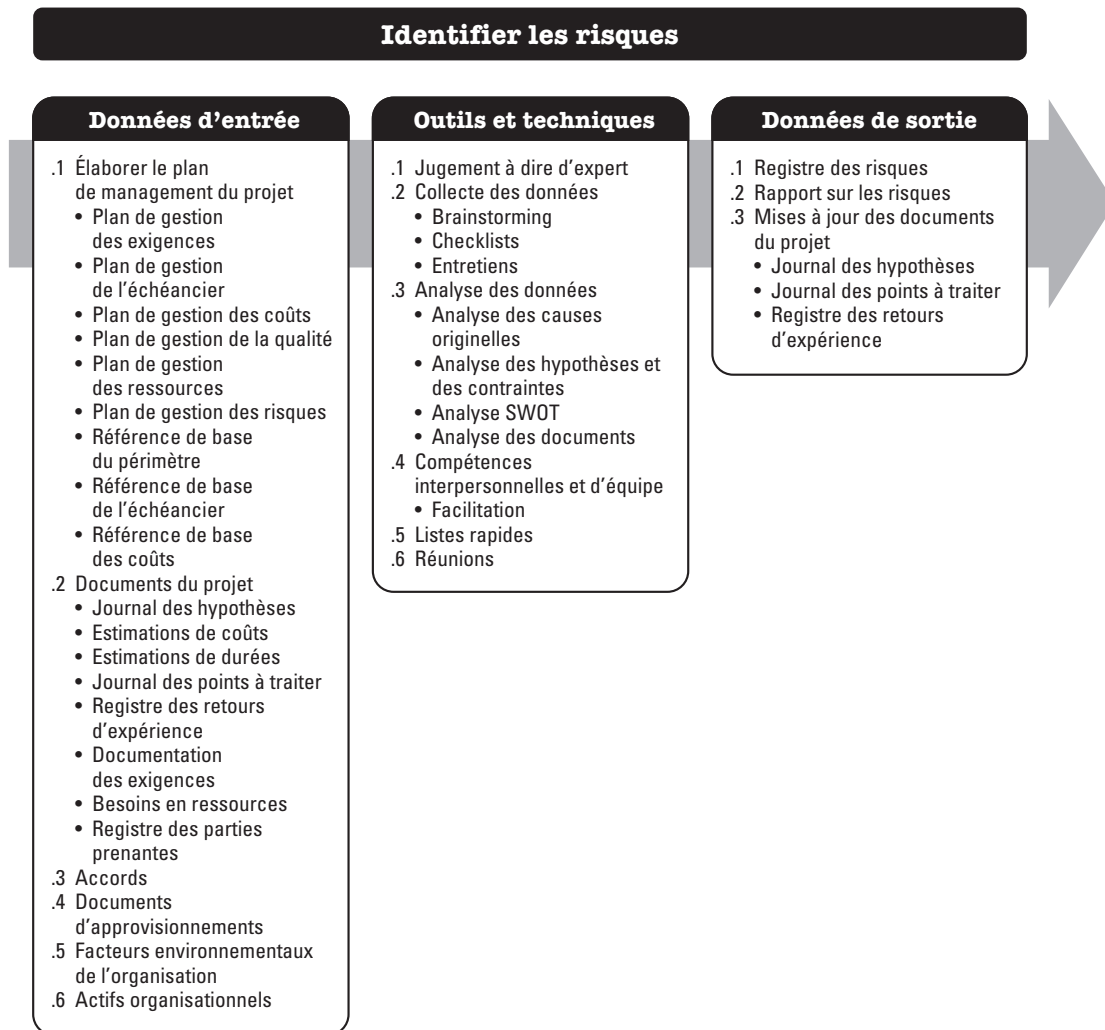 Identifier les risques
Données d'entrée
.1 Élaborer le plan
de management du projet
• Plan de gestion
des exigences
• Plan de gestion
de l'échéancier
• Plan de gestion des coûts
• Plan de gestion de la qualité
• Plan de gestion
des ressources
• Plan de gestion des risques
• Référence de base
du périmètre
• Référence de base
de l'échéancier
• Référence de base
des coûts
.2 Documents du projet
• Journal des hypothèses
• Estimations de coûts
• Estimations de durées
• Journal des points à traiter
• Registre des retours
d'expérience
• Documentation
des exigences
• Besoins en ressources
• Registre des parties
prenantes
.3 Accords
.4 Documents
d'approvisionnements
.5 Facteurs environnementaux
de l'organisation
.6 Actifs organisationnels
Outils et techniques
.1 Jugement à dire d'expert
.2 Collecte des données
• Brainstorming
• Checklists
• Entretiens
.3 Analyse des données
• Analyse des causes
originelles
• Analyse des hypothèses et
des contraintes
• Analyse SWOT
• Analyse des documents
.4 Compétences
interpersonnelles et d'équipe
• Facilitation
.5 Listes rapides
.6 Réunions
Données de sortie
.1 Registre des risques
.2 Rapport sur les risques
.3 Mises à jour des documents
du projet
• Journal des hypothèses
• Journal des points à traiter
• Registre des retours
d'expérience